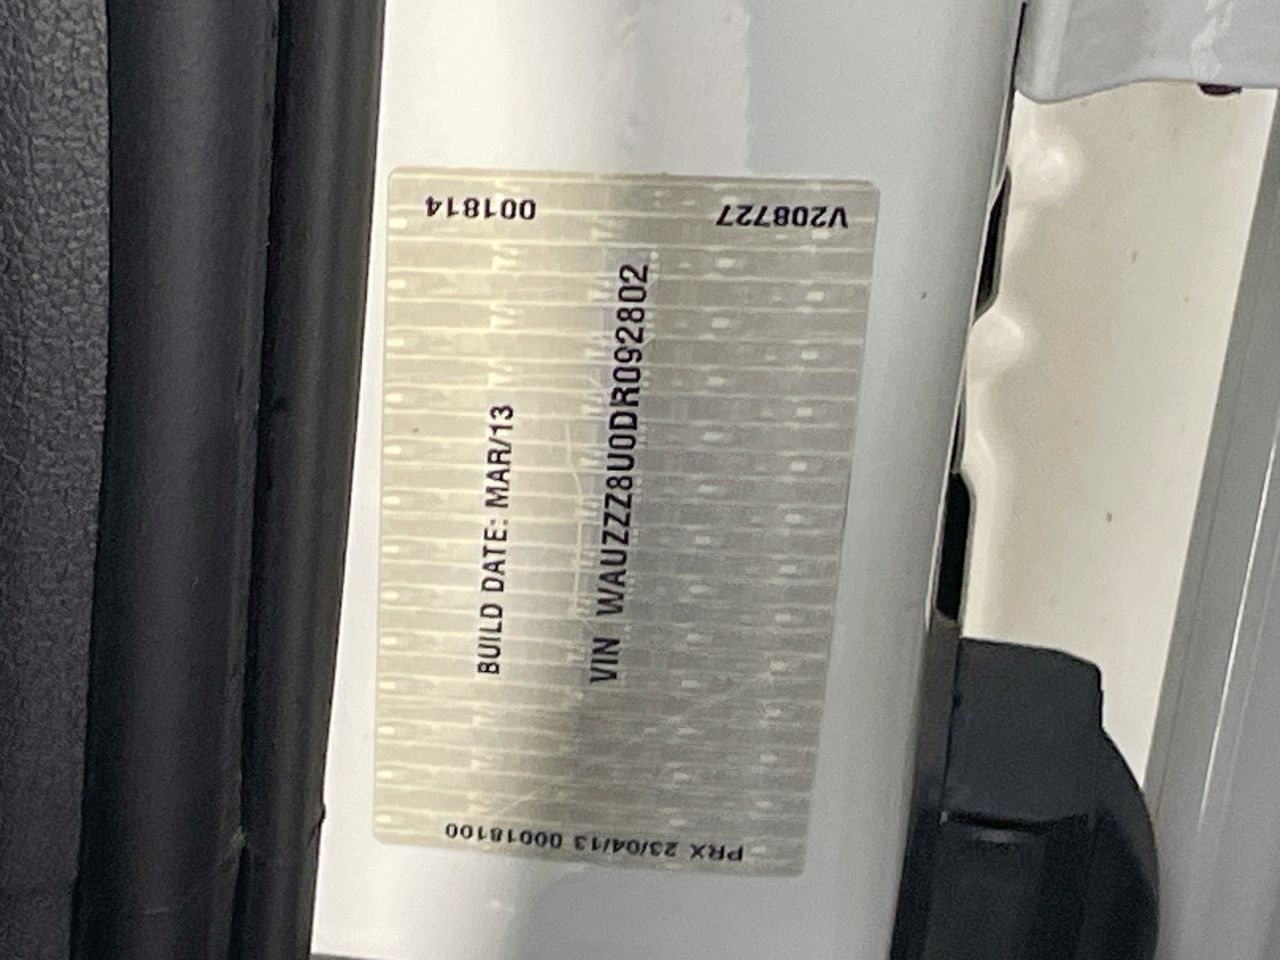 V208727
001814
BUILD DATE: MAR/13
VIN WAUZZZ8U0DR092802
PRX 23/04/13 00018100